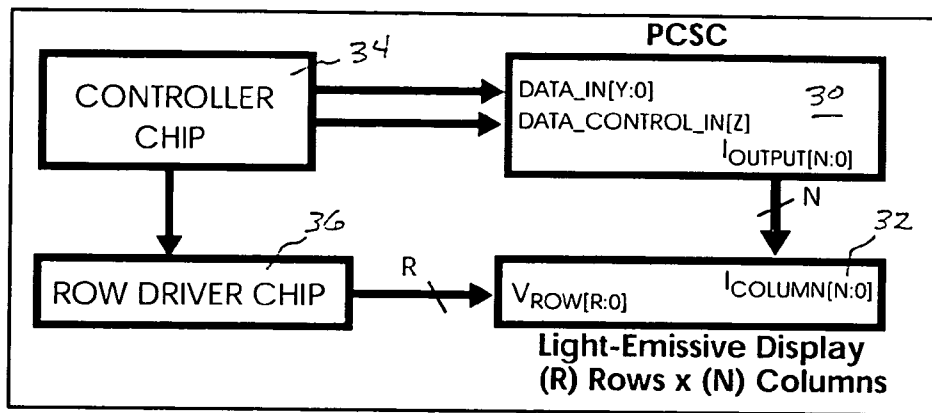 PCSC
34
CONTROLLER
CHIP
DATA_IN[Y:0]
30
DATA_CONTROL_IN[Z]
IOUTPUT[N:0]
N
36
32
ROW DRIVER CHIP
R
VROW[R:0]
ICOLUMN[N:0]
Light-Emissive Display
(R) Rows x (N) Columns